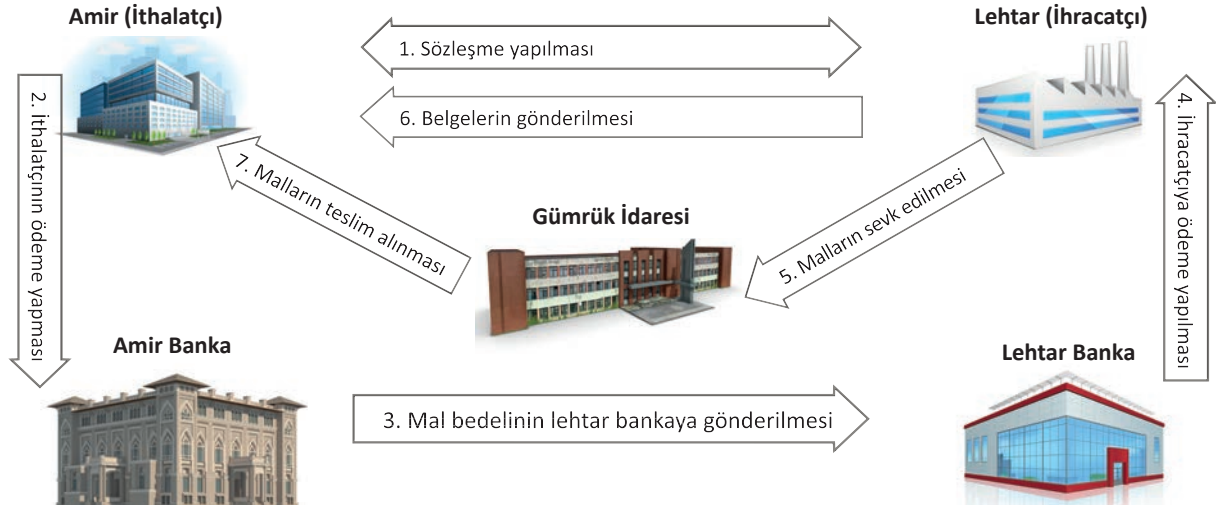 Amir (İthalatçı)
Lehtar (İhracatçı)
1. Sözleşme yapılması
2. İthalatçının ödeme yapması
6. Belgelerin gönderilmesi
4. İhracatçıya ödeme yapılması
7. Malların teslim alınması
Gümrük İdaresi
5. Malların sevk edilmesi
Amir Banka
Lehtar Banka
3. Mal bedelinin lehtar bankaya gönderilmesi